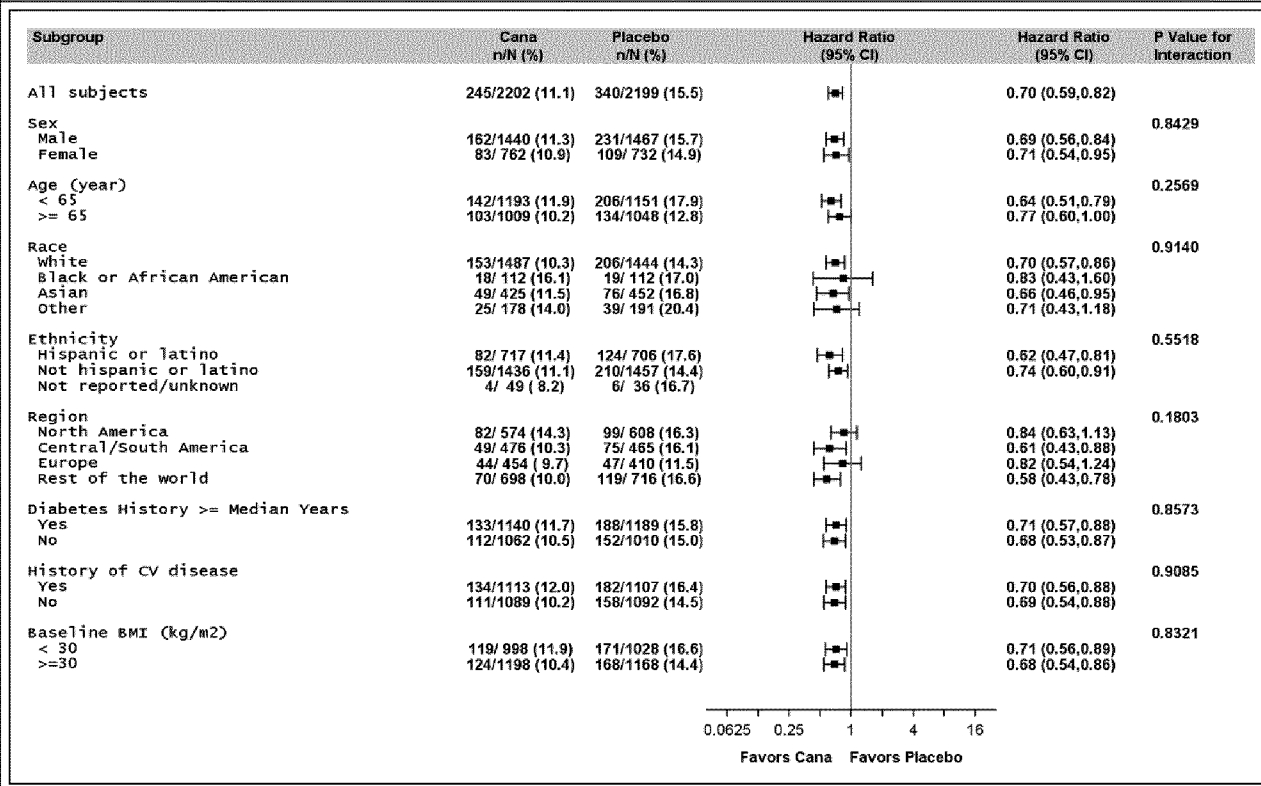 Subgroup Cana Placebo Hazard Ratio Hazard Ratio P Value for
n/N (%) n/N (%) (95% CI) (95% CI) Interaction
All subjects 245/2202 (11.1) 340/2199 (15.5) 0.70 (0.59,0.82)
Sex 0.8429
Male 162/1440 (11.3) 231/1467 (15.7) 0.69 (0.56,0.84)
Female 83/ 762 (10.9) 109/ 732 (14.9) 0.71 (0.54,0.95)
Age (year) 0.2569
< 65 142/1193 (11.9) 206/1151 (17.9) 0.64 (0.51,0.79)
>= 65 103/1009 (10.2) 134/1048 (12.8) 0.77 (0.60,1.00)
Race 0.9140
White 153/1487 (10.3) 206/1444 (14.3) 0.70 (0.57,0.86)
Black or African American 18/ 112 (16.1) 19/ 112 (17.0) 0.83 (0.43,1.60)
Asian 49/ 425 (11.5) 76/ 452 (16.8) 0.66 (0.46,0.95)
Other 25/ 178 (14.0) 39/ 191 (20.4) 0.71 (0.43,1.18)
Ethnicity 0.5518
Hispanic or latino 82/ 717 (11.4) 124/ 706 (17.6) 0.62 (0.47,0.81)
Not hispanic or latino 159/1436 (11.1) 210/1457 (14.4) 0.74 (0.60,0.91)
Not reported/unknown 4/ 49 ( 8.2) 6/ 36 (16.7)
Region 0.1803
North America 82/ 574 (14.3) 99/ 608 (16.3) 0.84 (0.63,1.13)
Central/South America 49/ 476 (10.3) 75/ 465 (16.1) 0.61 (0.43,0.88)
Europe 44/ 454 ( 9.7) 47/ 410 (11.5) 0.82 (0.54,1.24)
Rest of the world 70/ 698 (10.0) 119/ 716 (16.6) 0.58 (0.43,0.78)
Diabetes History >= Median Years 0.8573
Yes 133/1140 (11.7) 188/1189 (15.8) 0.71 (0.57,0.88)
No 112/1062 (10.5) 152/1010 (15.0) 0.68 (0.53,0.87)
History of CV disease 0.9085
Yes 134/1113 (12.0) 182/1107 (16.4) 0.70 (0.56,0.88)
No 111/1089 (10.2) 158/1092 (14.5) 0.69 (0.54,0.88)
Baseline BMI (kg/m2) 0.8321
< 30 119/ 998 (11.9) 171/1028 (16.6) 0.71 (0.56,0.89)
>=30 124/1198 (10.4) 168/1168 (14.4) 0.68 (0.54,0.86)
0.0625 0.25 1 4 16
Favors Cana Favors Placebo